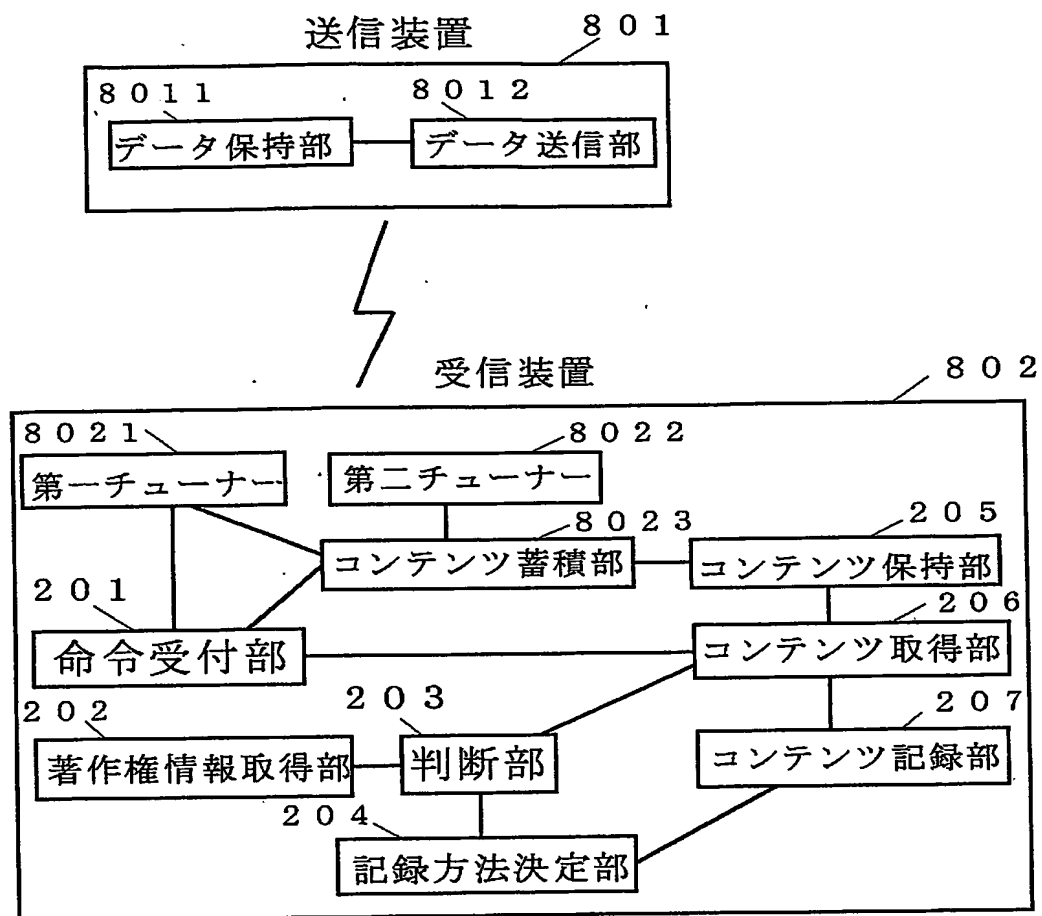 送信装置 801
8011 8012
データ保持部 データ送信部
受信装置 802
8021 8022
第一チューナー 第二チューナー
8023 205
コンテンツ蓄積部 コンテンツ保持部
201 206
命令受付部 コンテンツ取得部
202 203 207
著作権情報取得部 判断部 コンテンツ記録部
204
記録方法決定部